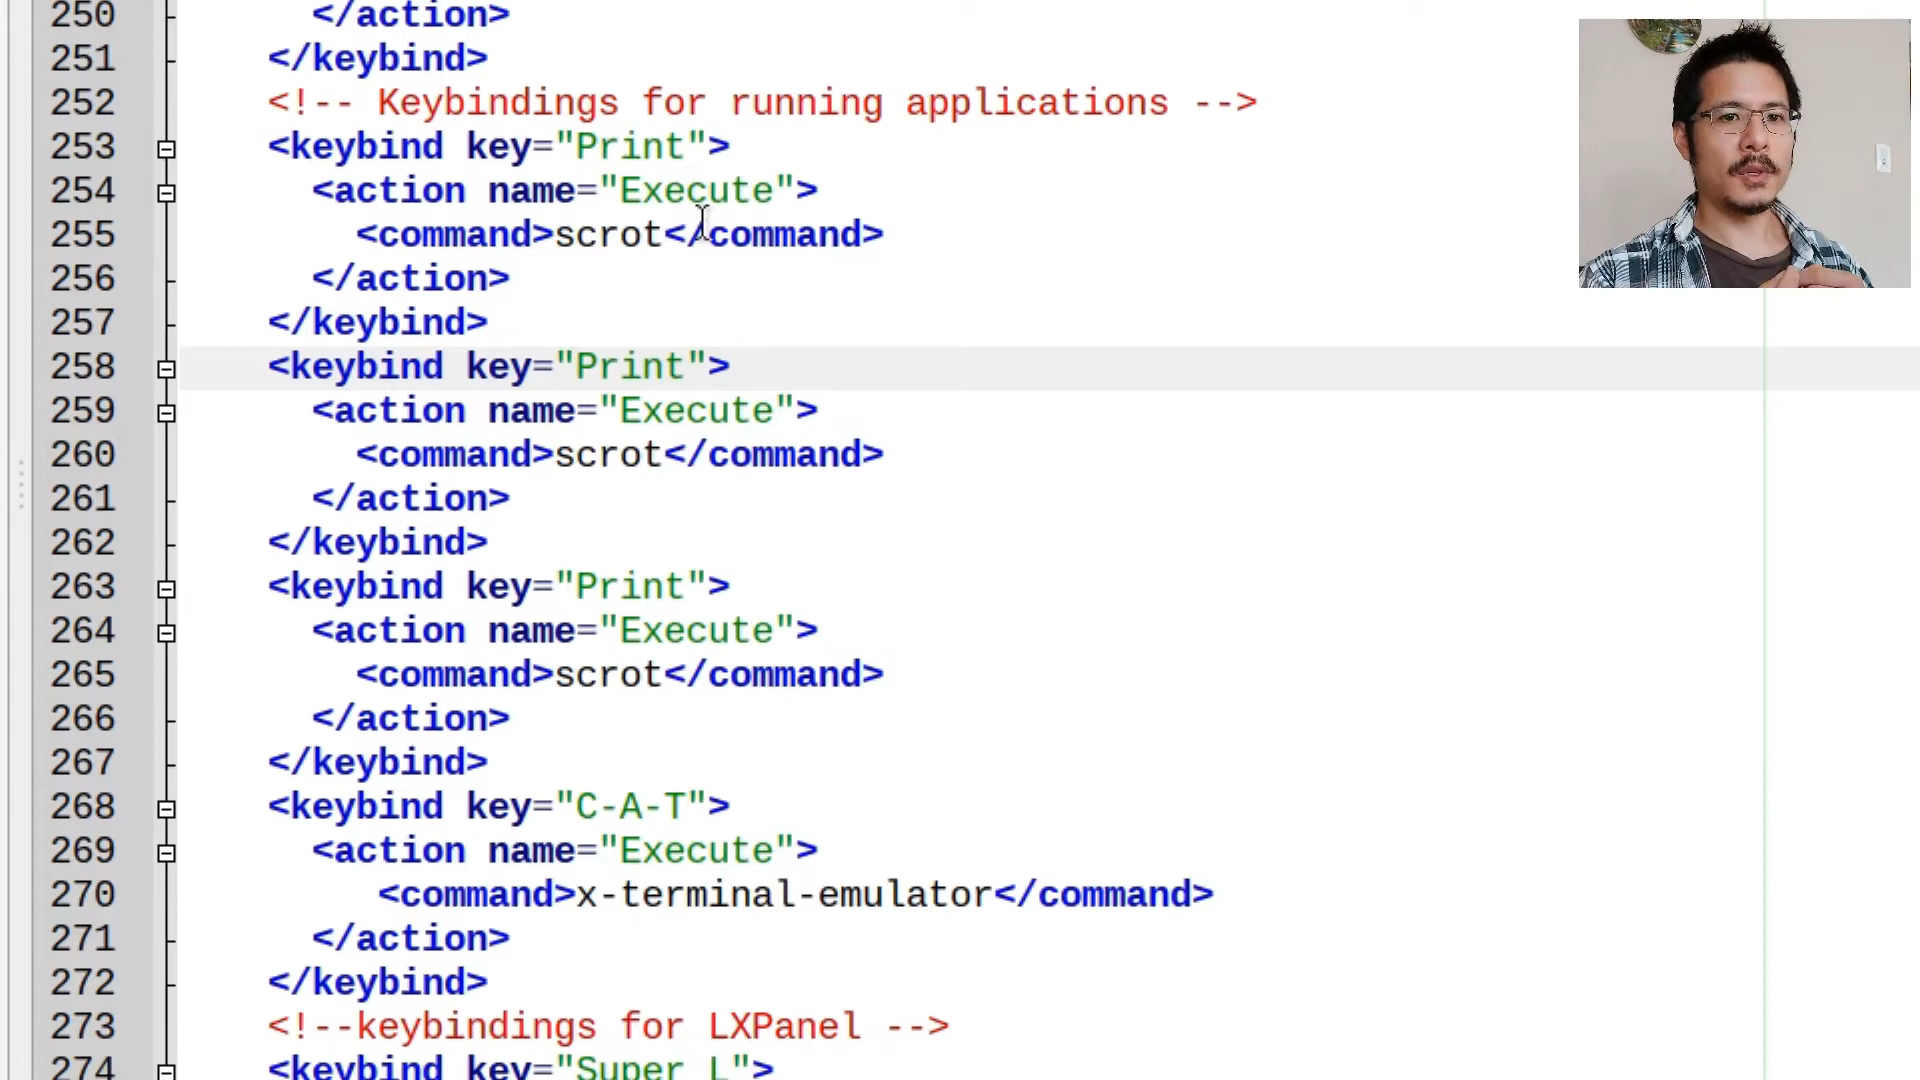 250 </action>
251 </keybind>
252 <!-- Keybindings for running applications -->
253 <keybind key="Print">
254 <action name="Execute">
255 <command>scrot</command>
256 </action>
257 </keybind>
258 <keybind key="Print">
259 <action name="Execute">
260 <command>scrot</command>
261 </action>
262 </keybind>
263 <keybind key="Print">
264 <action name="Execute">
265 <command>scrot</command>
266 </action>
267 </keybind>
268 <keybind key="C-A-T">
269 <action name="Execute">
270 <command>x-terminal-emulator</command>
271 </action>
272 </keybind>
273 <!--keybindings for LXPanel -->
274 <keybind key="Super_L">